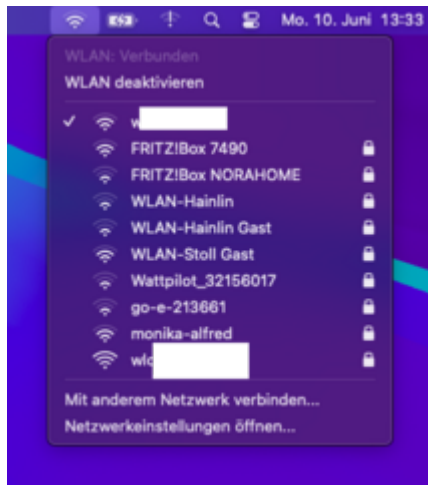 Mo. 10. Juni 13:33
WLAN: Verbunden
WLAN deaktivieren
w
FRITZ!Box 7490
FRITZ!Box NORAHOME
WLAN-Hainlin
WLAN-Hainlin Gast
WLAN-Stoll Gast
Wattpilot_32156017
go-e-213661
monika-alfred
Mit anderem Netzwerk verbinden...
Netzwerkeinstellungen öffnen...